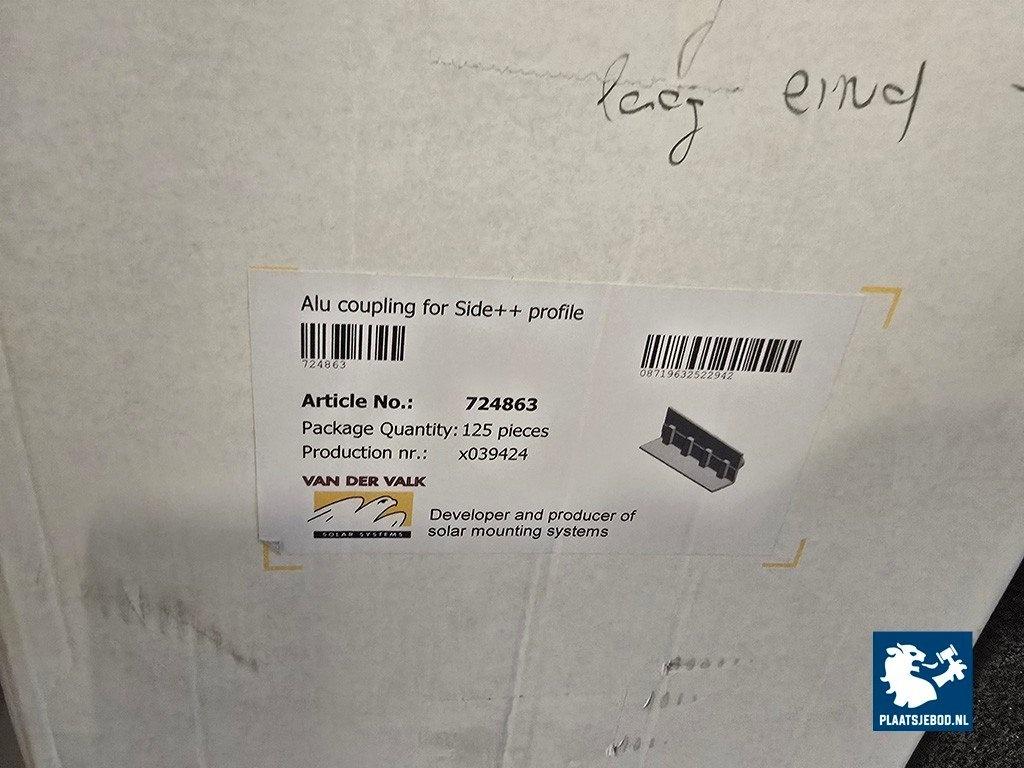 laag eind
Alu coupling for Side++ profile
724863
08719632522942
Article No.: 724863
Package Quantity: 125 pieces
Production nr.: x039424
VAN DER VALK
SOLAR SYSTEMS
Developer and producer of
solar mounting systems
PLAATSJEBOD.NL